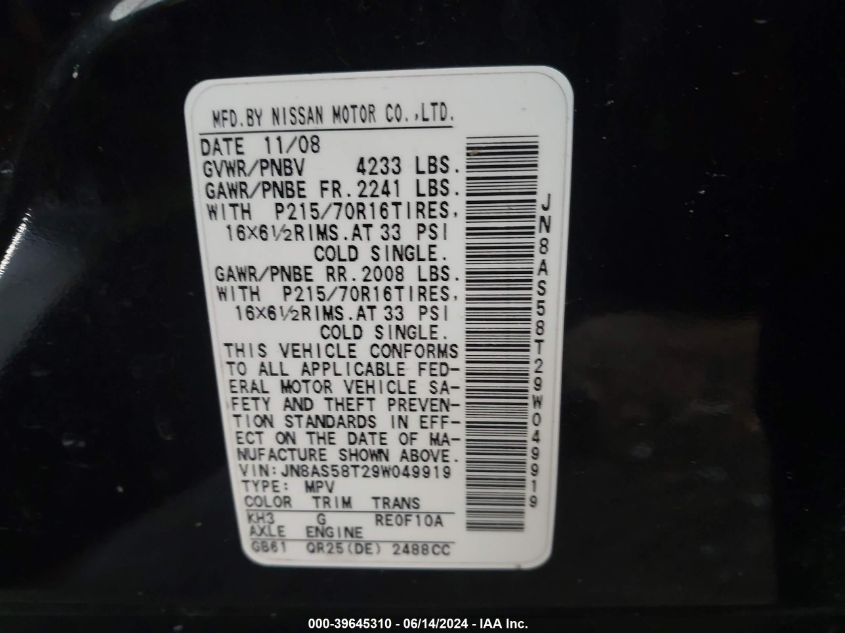 MFD.BY NISSAN MOTOR CO.,LTD.
DATE 11/08
GVWR/PNBV 4233 LBS.
GAWR/PNBE FR.2241 LBS.
WITH P215/70R16TIRES,
16×6½RIMS.AT 33 PSI
COLD SINGLE.
GAWR/PNBE RR.2008 LBS.
WITH P215/70R16TIRES,
16×6½RIMS.AT 33 PSI
COLD SINGLE.
THIS VEHICLE CONFORMS
TO ALL APPLICABLE FED-
ERAL MOTOR VEHICLE SA-
FETY AND THEFT PREVEN-
TION STANDARDS IN EFF-
ECT ON THE DATE OF MA-
NUFACTURE SHOWN ABOVE.
VIN:JN8AS58T29W049919
TYPE: MPV
COLOR TRIM TRANS
KH3 G RE0F10A
AXLE ENGINE
GB61 QR25(DE) 2488CC
JN8AS58T29W049919
000-39645310 - 06/14/2024 - IAA Inc.